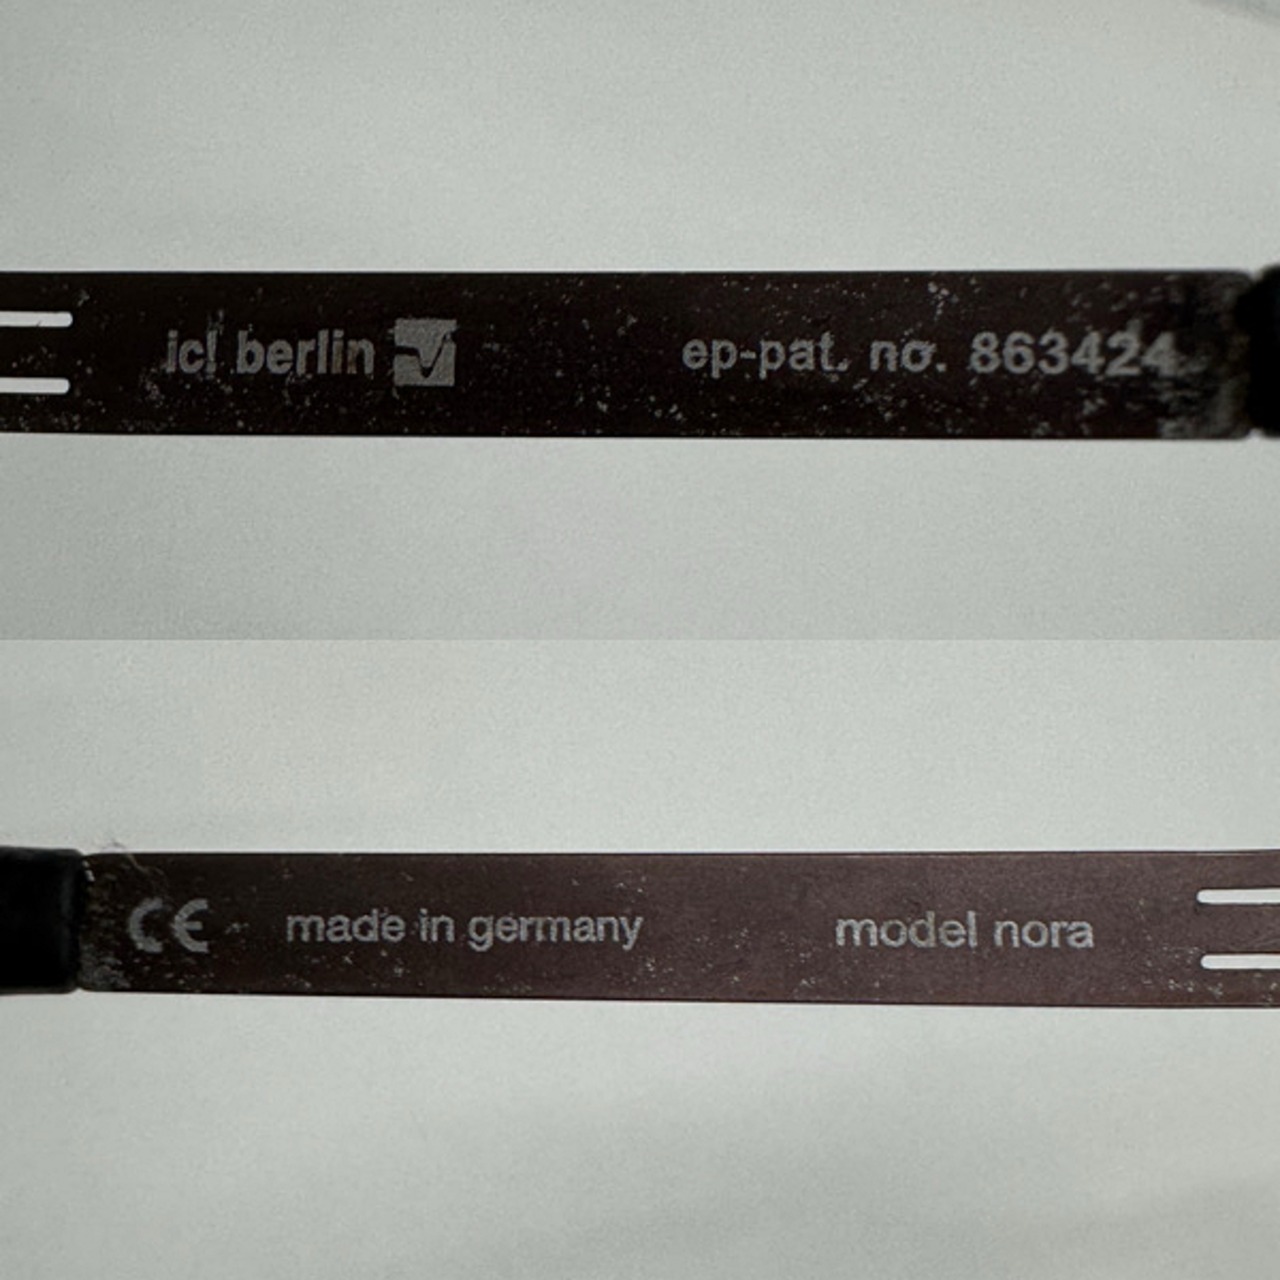 ic! berlin ep-pat. no. 863424
CE made in germany model nora